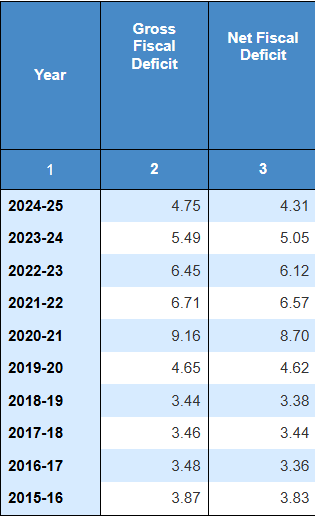 Year Gross Fiscal Deficit Net Fiscal Deficit
1 2 3
2024-25 4.75 4.31
2023-24 5.49 5.05
2022-23 6.45 6.12
2021-22 6.71 6.57
2020-21 9.16 8.70
2019-20 4.65 4.62
2018-19 3.44 3.38
2017-18 3.46 3.44
2016-17 3.48 3.36
2015-16 3.87 3.83